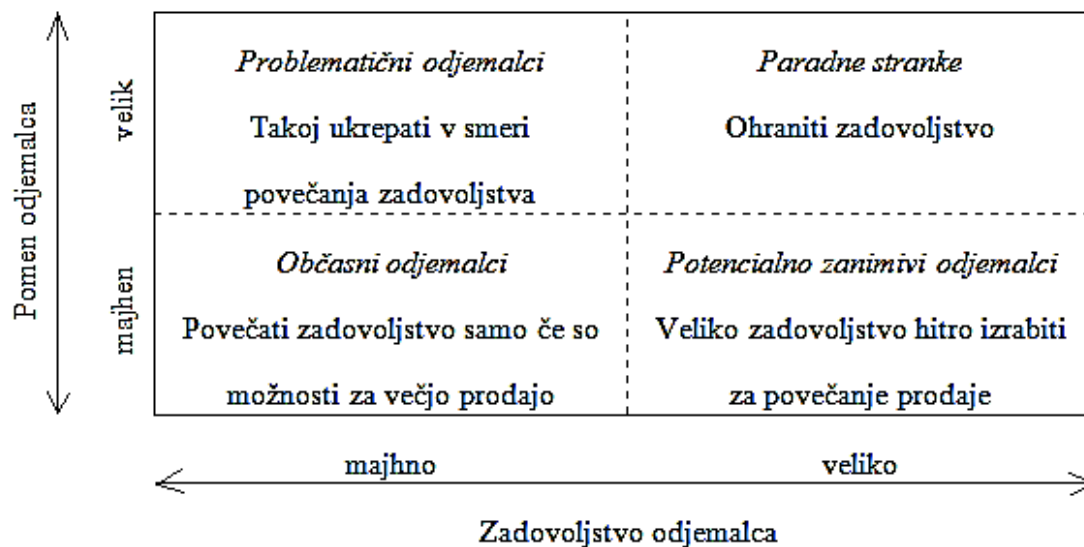 Pomen odjemalca
velik
majhen
Problematični odjemalci
Takoj ukrepati v smeri
povečanja zadovoljstva
Paradne stranke
Ohraniti zadovoljstvo
Občasni odjemalci
Povečati zadovoljstvo samo če so
možnosti za večjo prodajo
Potencialno zanimivi odjemalci
Veliko zadovoljstvo hitro izrabiti
za povečanje prodaje
majhno
veliko
Zadovoljstvo odjemalca